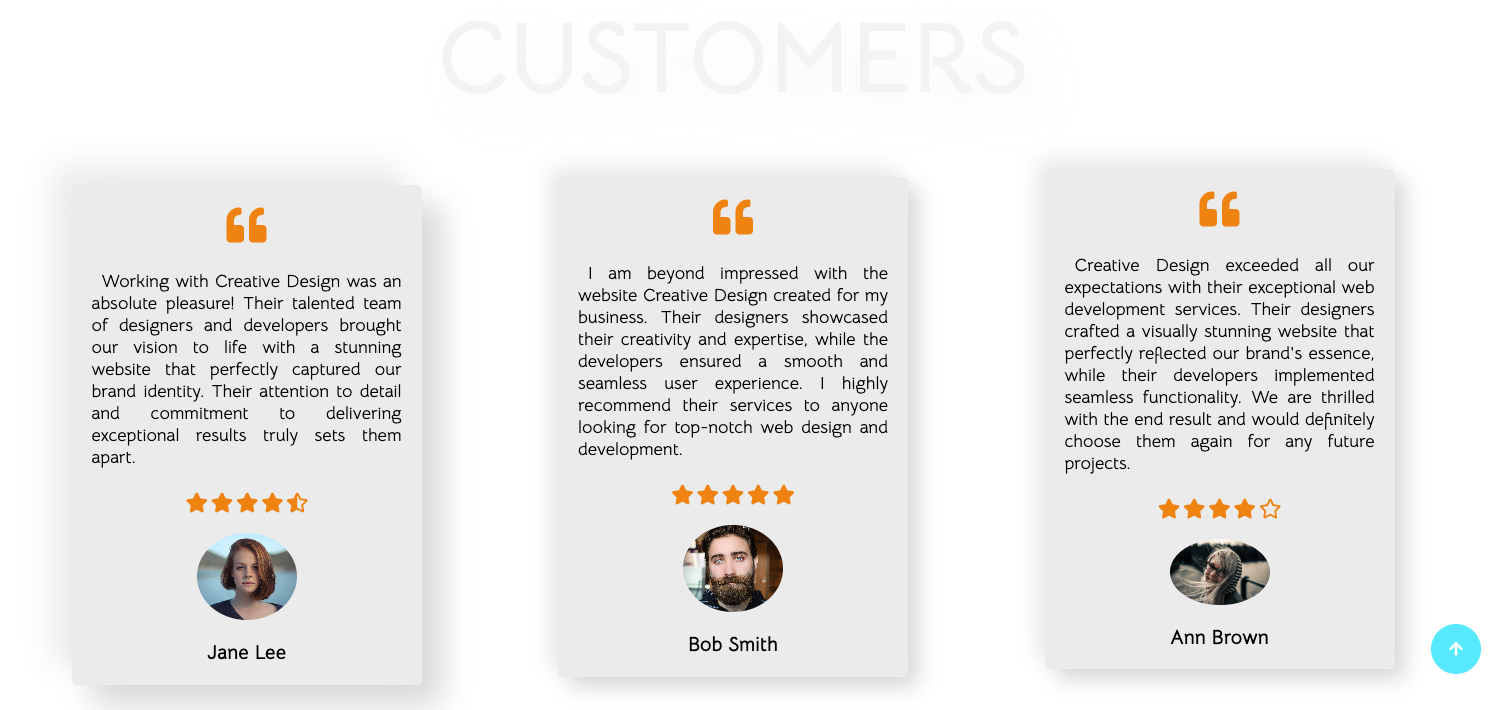 CUSTOMERS
Working with Creative Design was an
absolute pleasure! Their talented team
of designers and developers brought
our vision to life with a stunning
website that perfectly captured our
brand identity. Their attention to detail
and commitment to delivering
exceptional results truly sets them
apart.
Jane Lee
I am beyond impressed with the
website Creative Design created for my
business. Their designers showcased
their creativity and expertise, while the
developers ensured a smooth and
seamless user experience. I highly
recommend their services to anyone
looking for top-notch web design and
development.
Bob Smith
Creative Design exceeded all our
expectations with their exceptional web
development services. Their designers
crafted a visually stunning website that
perfectly reflected our brand's essence,
while their developers implemented
seamless functionality. We are thrilled
with the end result and would definitely
choose them again for any future
projects.
Ann Brown